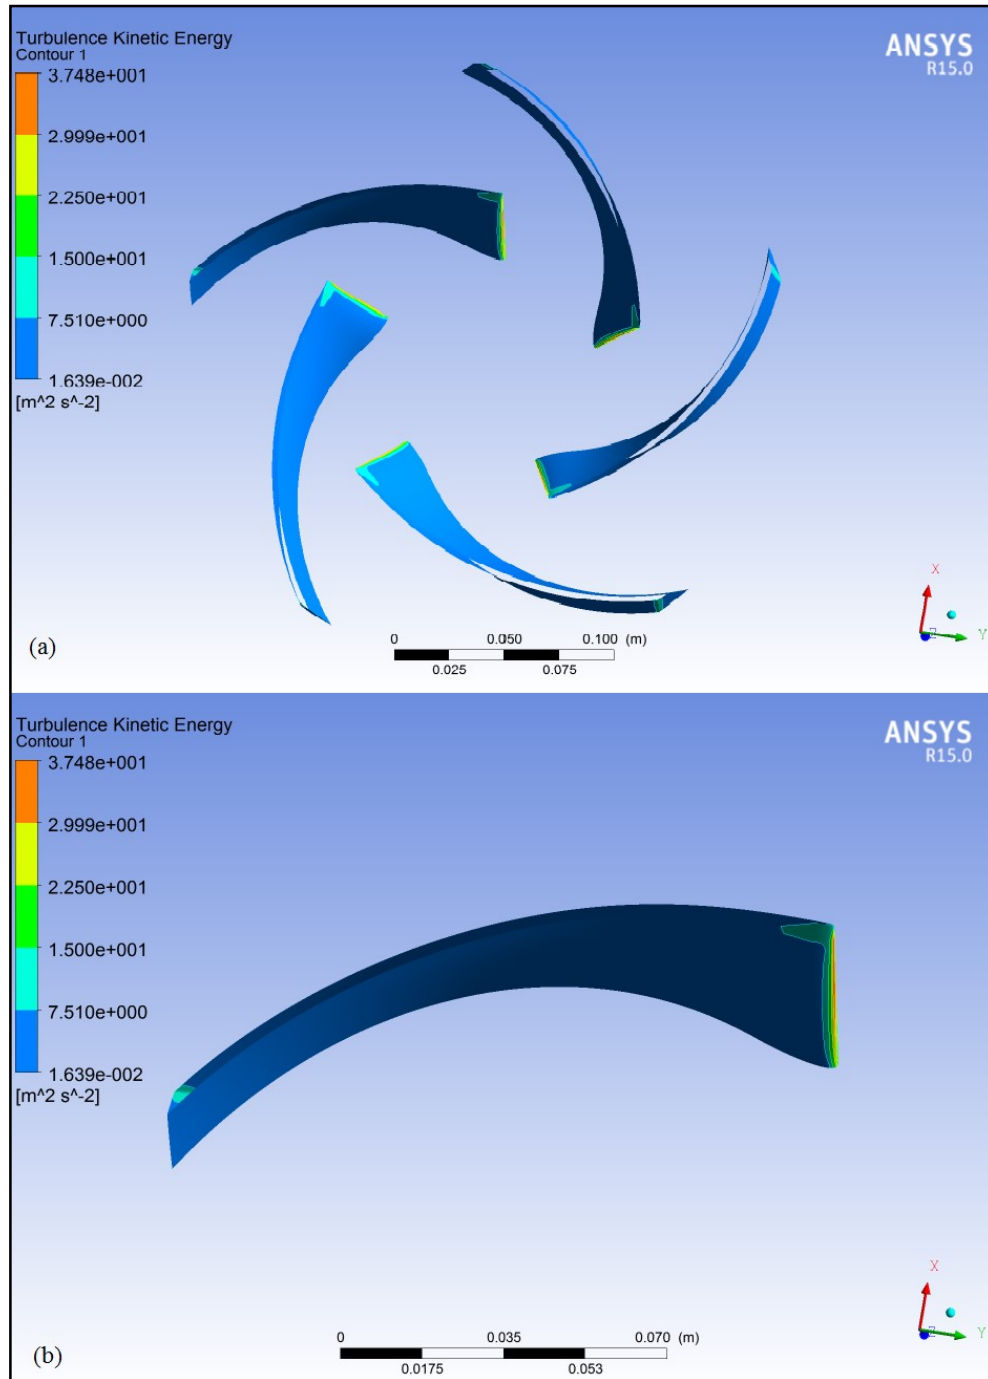 Turbulence Kinetic Energy
Contour 1
ANSYS
R15.0
3.748e+001
2.999e+001
2.250e+001
1.500e+001
7.510e+000
1.639e-002
[m^2 s^-2]
X
Y
Z
0 0.050 0.100 (m)
0.025 0.075
(a)
Turbulence Kinetic Energy
Contour 1
ANSYS
R15.0
3.748e+001
2.999e+001
2.250e+001
1.500e+001
7.510e+000
1.639e-002
[m^2 s^-2]
X
Y
Z
0 0.035 0.070 (m)
0.0175 0.053
(b)